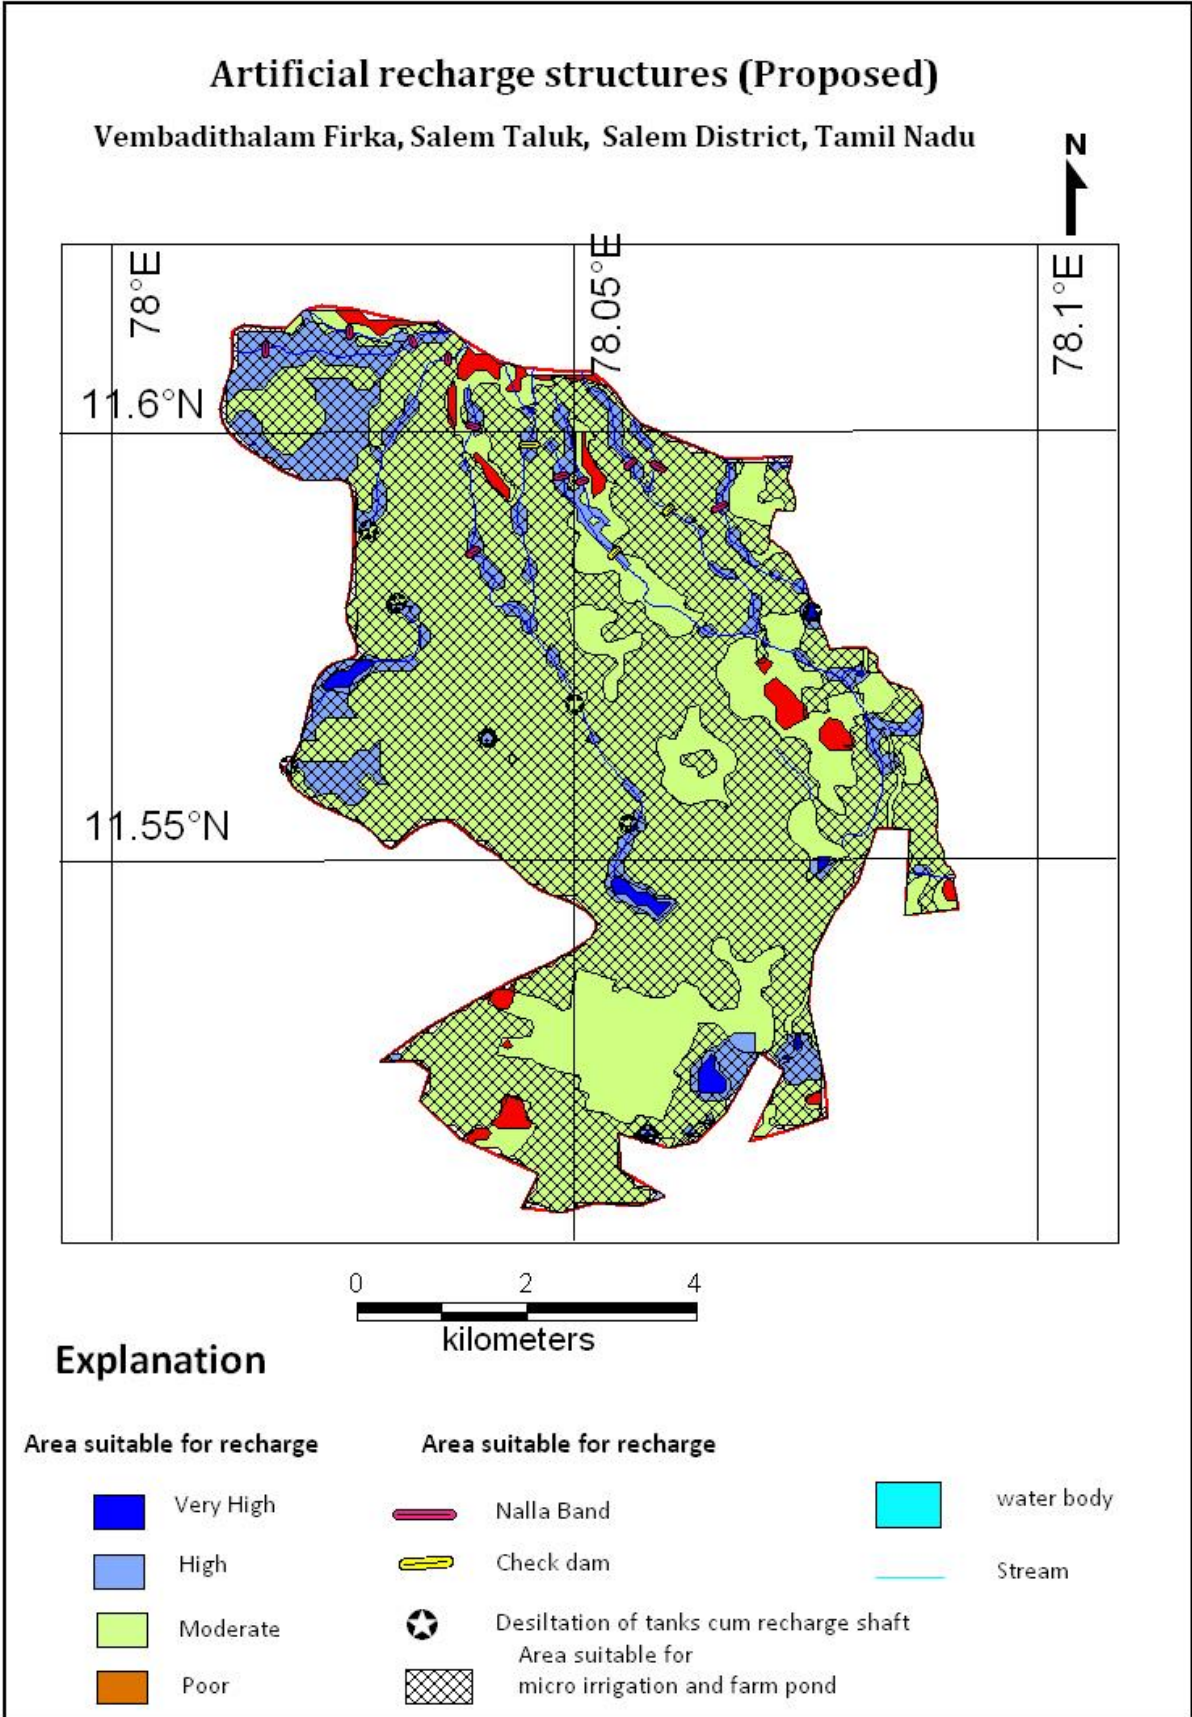 Artificial recharge structures (Proposed)
Vembadithalam Firka, Salem Taluk, Salem District, Tamil Nadu
N
78°E
78.05°E
78.1°E
11.6°N
11.55°N
0 2 4
kilometers
Explanation
Area suitable for recharge
Very High
High
Moderate
Poor
Area suitable for recharge
Nalla Band
Check dam
Desiltation of tanks cum recharge shaft
Area suitable for
micro irrigation and farm pond
water body
Stream